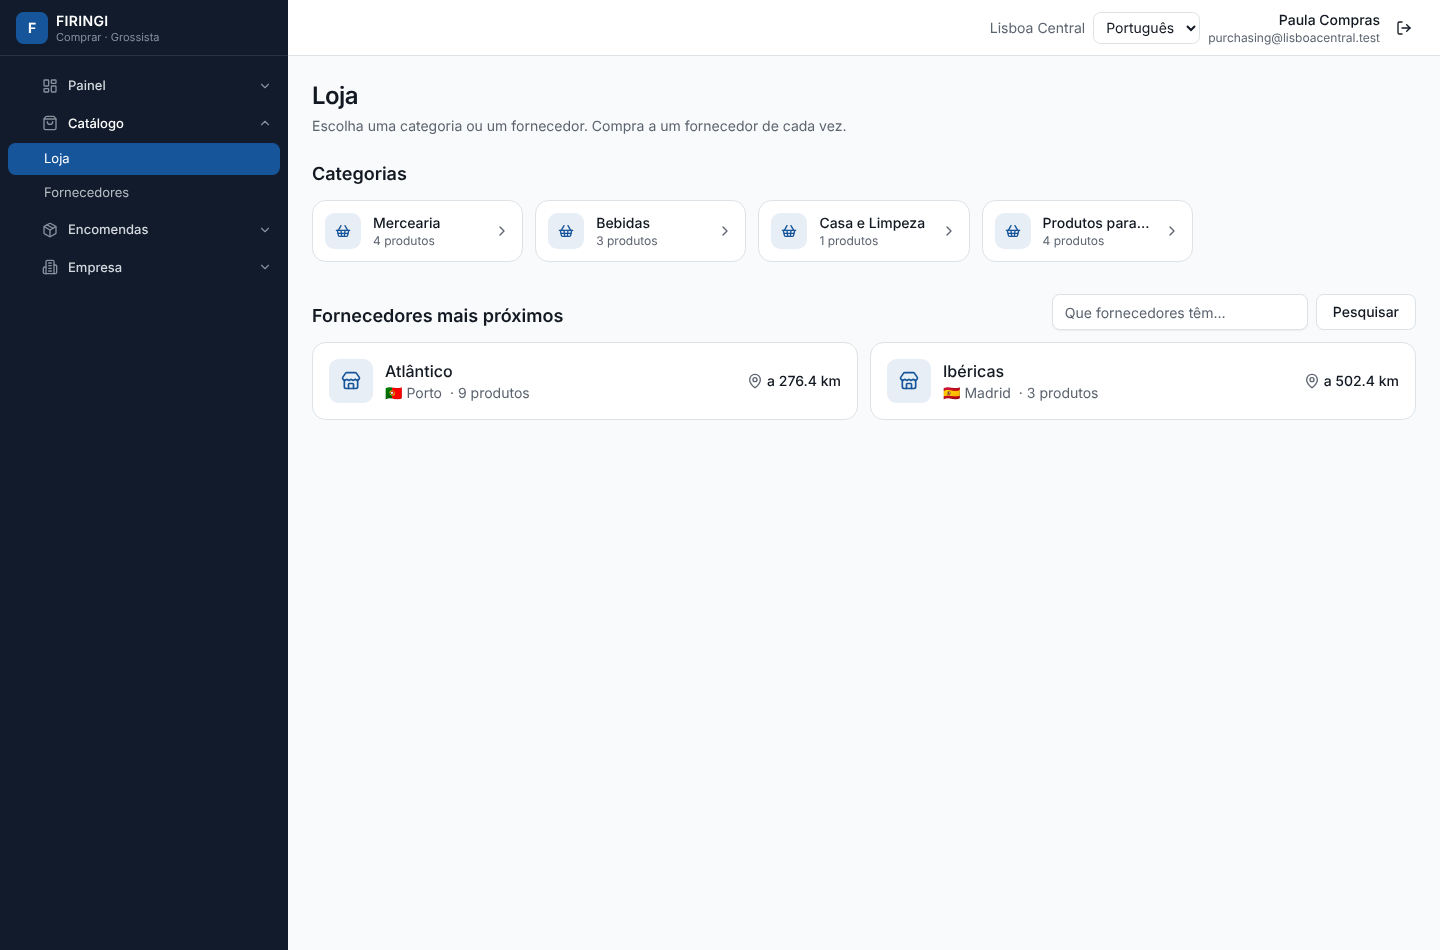 F
FIRINGI
Comprar · Grossista
Painel
Catálogo
Loja
Fornecedores
Encomendas
Empresa
Lisboa Central
Português
Paula Compras
purchasing@lisboacentral.test
Loja
Escolha uma categoria ou um fornecedor. Compra a um fornecedor de cada vez.
Categorias
Mercearia
4 produtos
Bebidas
3 produtos
Casa e Limpeza
1 produtos
Produtos para...
4 produtos
Fornecedores mais próximos
Que fornecedores têm...
Pesquisar
Atlântico
Porto · 9 produtos
a 276.4 km
Ibéricas
Madrid · 3 produtos
a 502.4 km